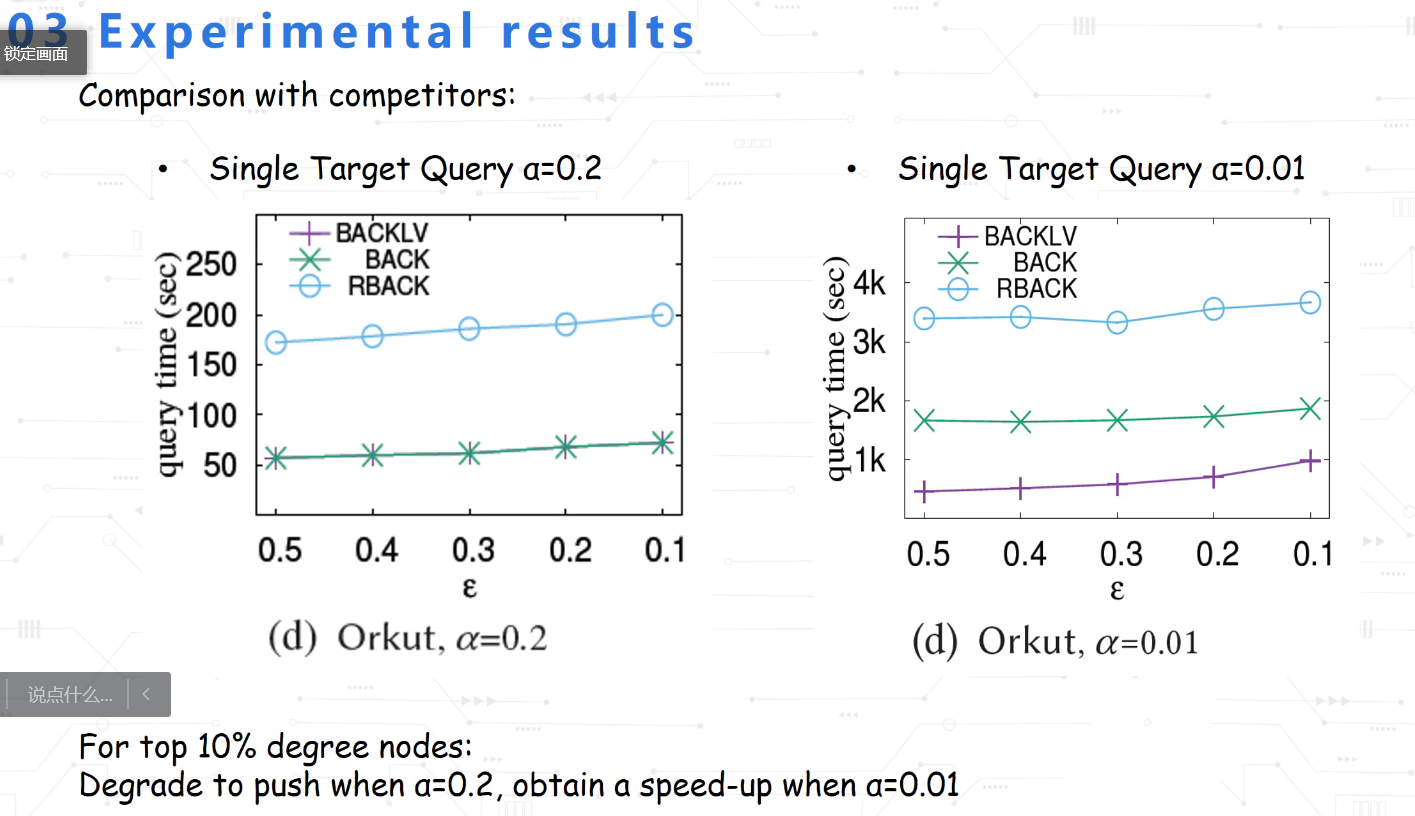 03 Experimental results
锁定画面
Comparison with competitors:
• Single Target Query α=0.2
BACKLV
BACK
RBACK
query time (sec)
250
200
150
100
50
0.5 0.4 0.3 0.2 0.1
ε
(d) Orkut, α=0.2
• Single Target Query α=0.01
BACKLV
BACK
RBACK
query time (sec)
4k
3k
2k
1k
0.5 0.4 0.3 0.2 0.1
ε
(d) Orkut, α=0.01
说点什么...
For top 10% degree nodes:
Degrade to push when α=0.2, obtain a speed-up when α=0.01